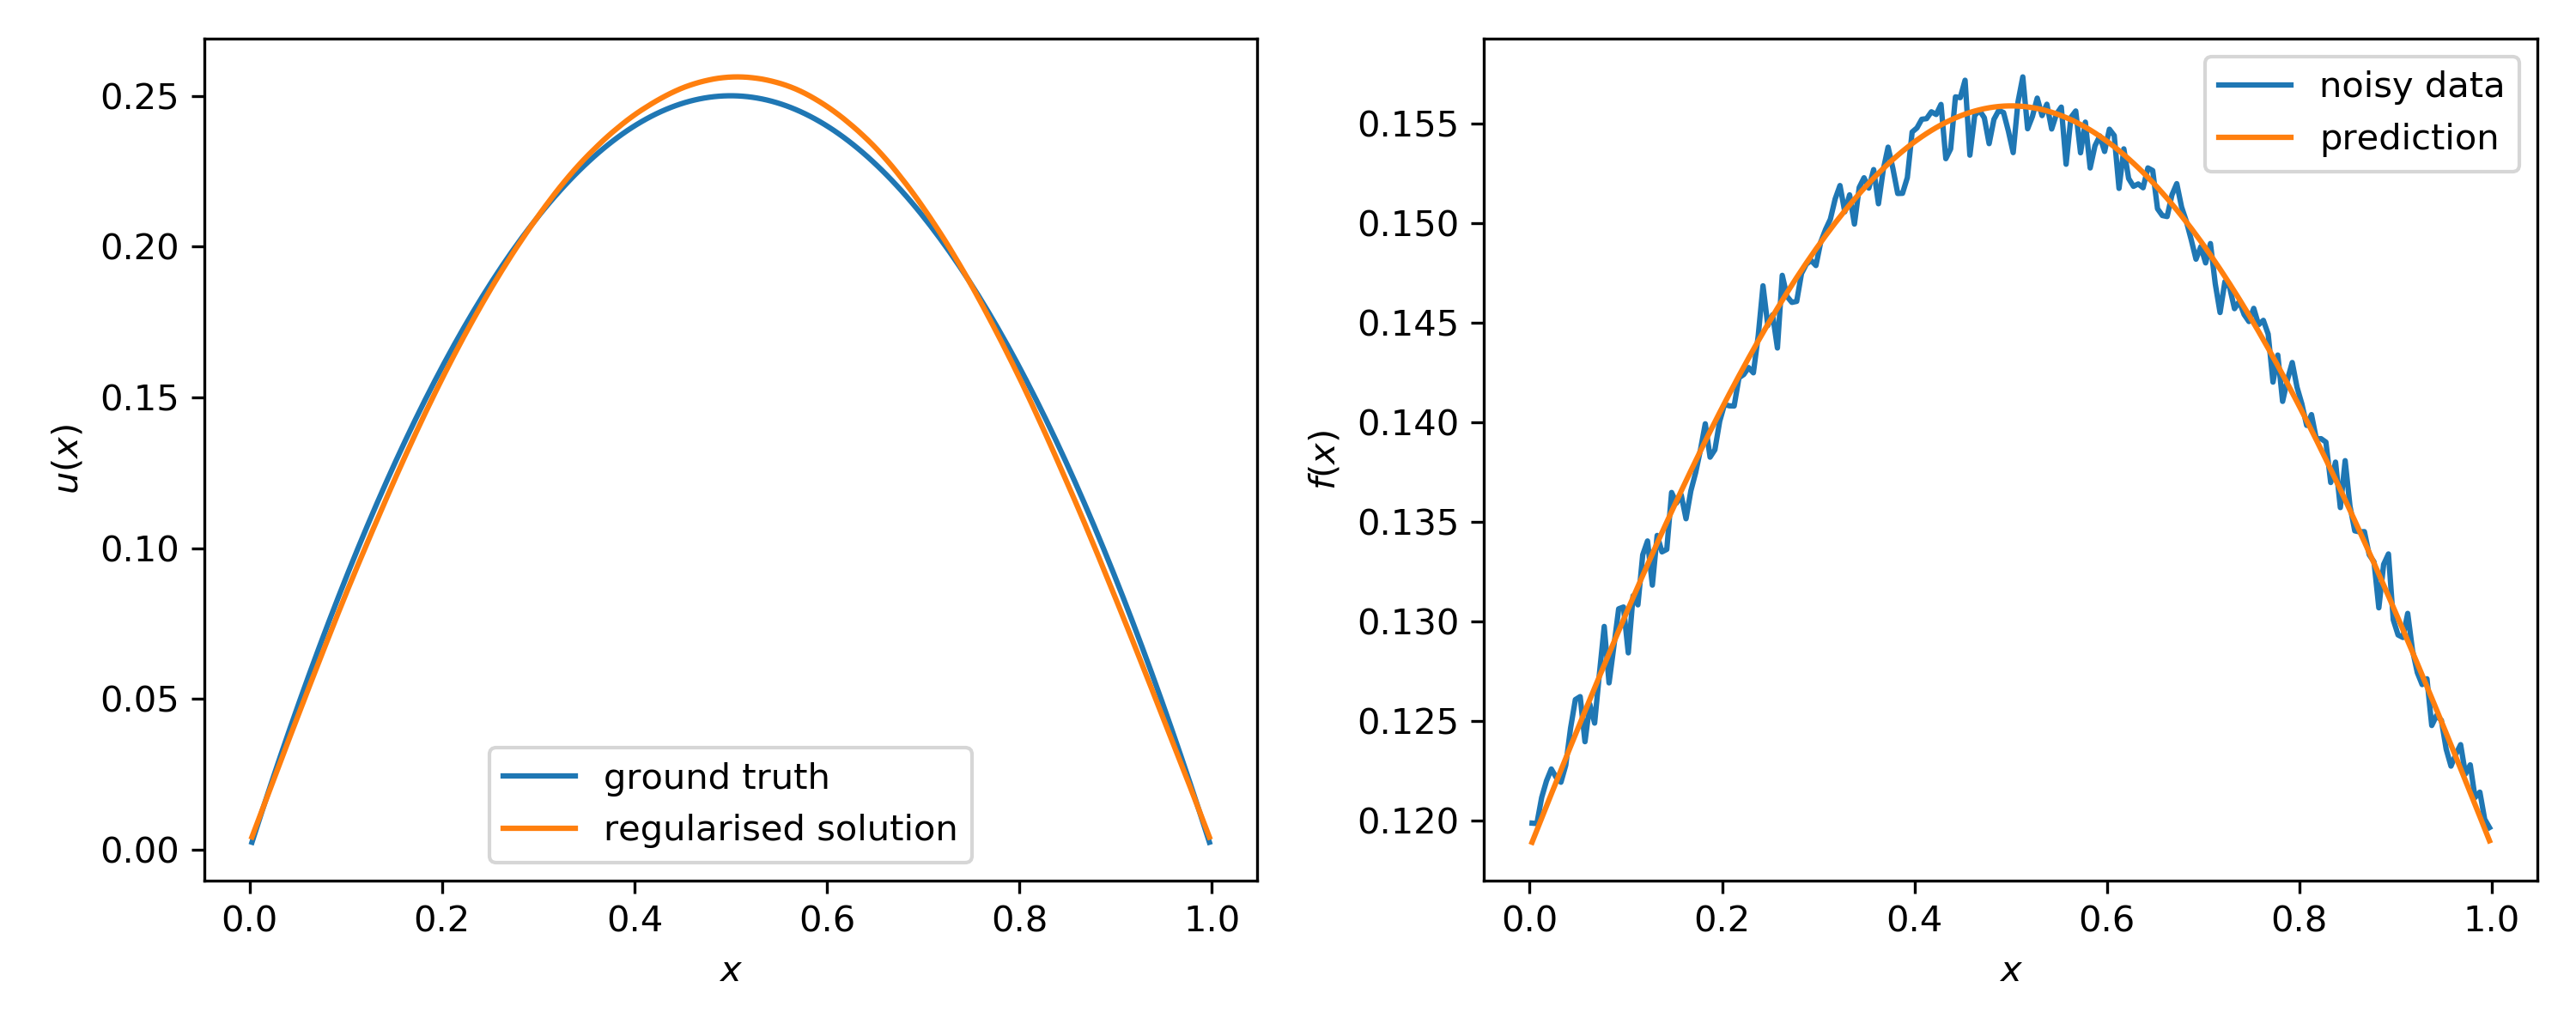 0.25
0.20
0.15
0.10
0.05
0.00
u(x)
ground truth
regularised solution
0.0 0.2 0.4 0.6 0.8 1.0
x
noisy data
prediction
0.155
0.150
0.145
0.140
0.135
0.130
0.125
0.120
f(x)
0.0 0.2 0.4 0.6 0.8 1.0
x